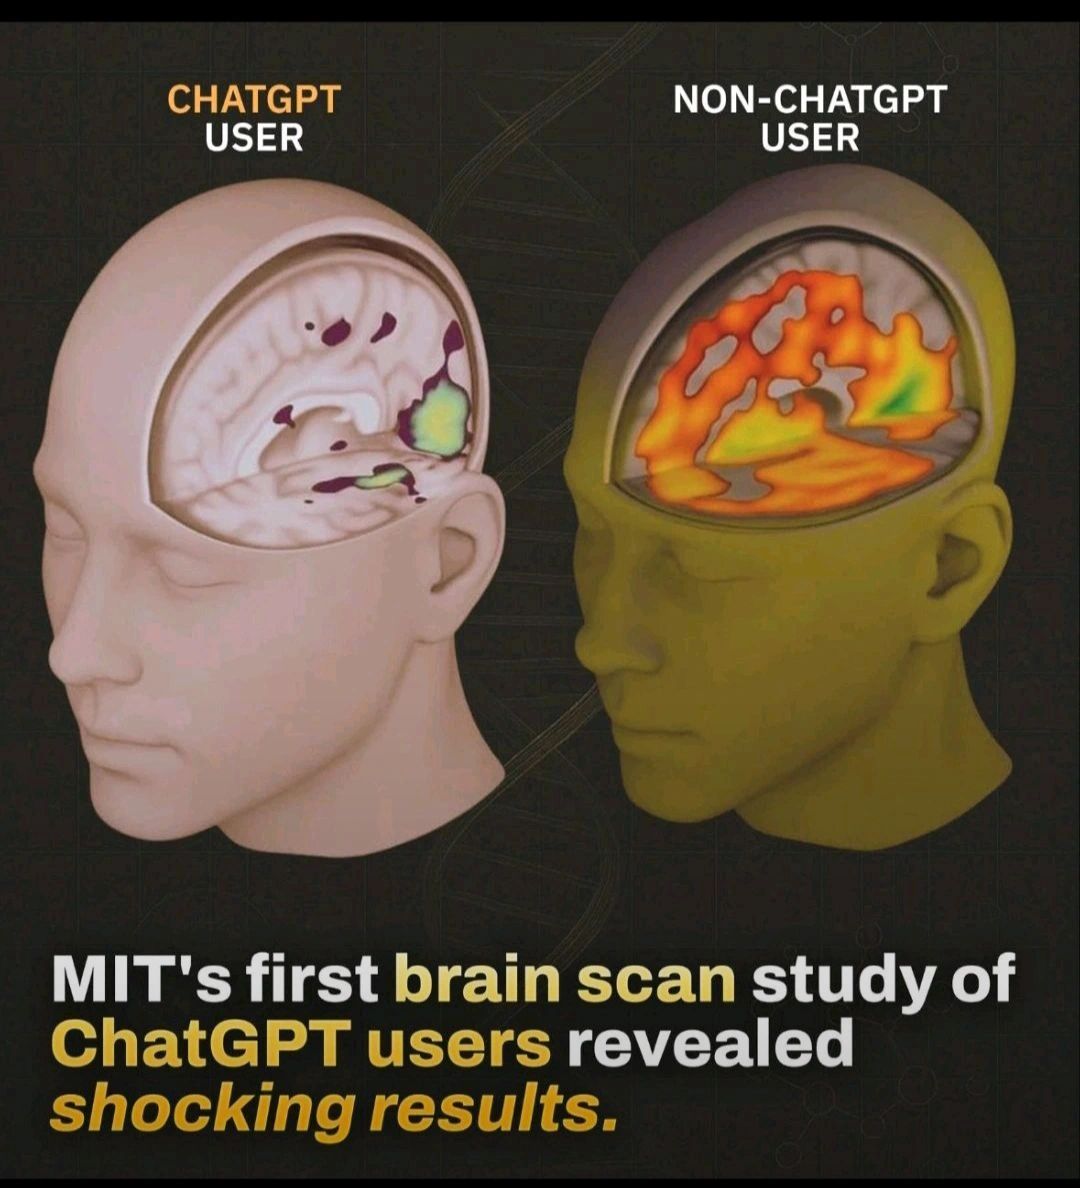 CHATGPT
USER
NON-CHATGPT
USER
MIT's first brain scan study of
ChatGPT users revealed
shocking results.